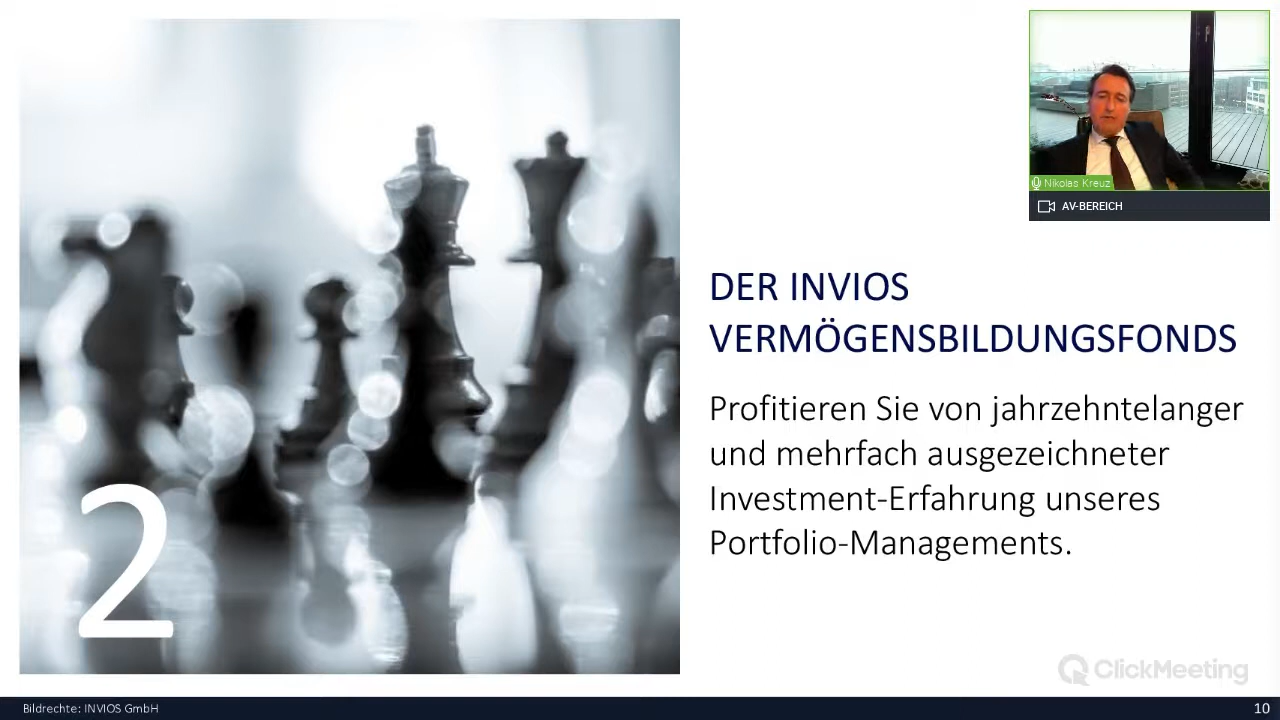 Nikolas Kreuz
AV-BEREICH
DER INVIOS
VERMÖGENSBILDUNGSFONDS
Profitieren Sie von jahrzehntelanger
und mehrfach ausgezeichneter
Investment-Erfahrung unseres
Portfolio-Managements.
2
ClickMeeting
Bildrechte: INVIOS GmbH
10